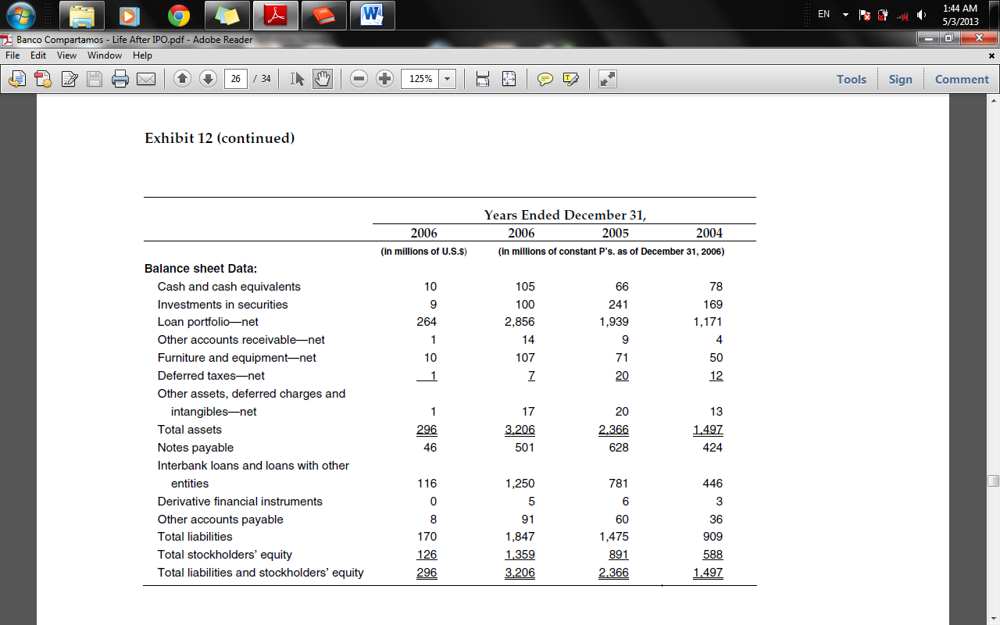 EN
1:44 AM
5/3/2013
Banco Compartamos - Life After IPO.pdf - Adobe Reader
File Edit View Window Help
26 / 34 125% Tools Sign Comment
Exhibit 12 (continued)
Years Ended December 31,
2006 2006 2005 2004
(in millions of U.S.$) (in millions of constant P's. as of December 31, 2006)
Balance sheet Data:
Cash and cash equivalents 10 105 66 78
Investments in securities 9 100 241 169
Loan portfolio—net 264 2,856 1,939 1,171
Other accounts receivable—net 1 14 9 4
Furniture and equipment—net 10 107 71 50
Deferred taxes—net 1 7 20 12
Other assets, deferred charges and
intangibles—net 1 17 20 13
Total assets 296 3,206 2,366 1,497
Notes payable 46 501 628 424
Interbank loans and loans with other
entities 116 1,250 781 446
Derivative financial instruments 0 5 6 3
Other accounts payable 8 91 60 36
Total liabilities 170 1,847 1,475 909
Total stockholders' equity 126 1,359 891 588
Total liabilities and stockholders' equity 296 3,206 2,366 1,497